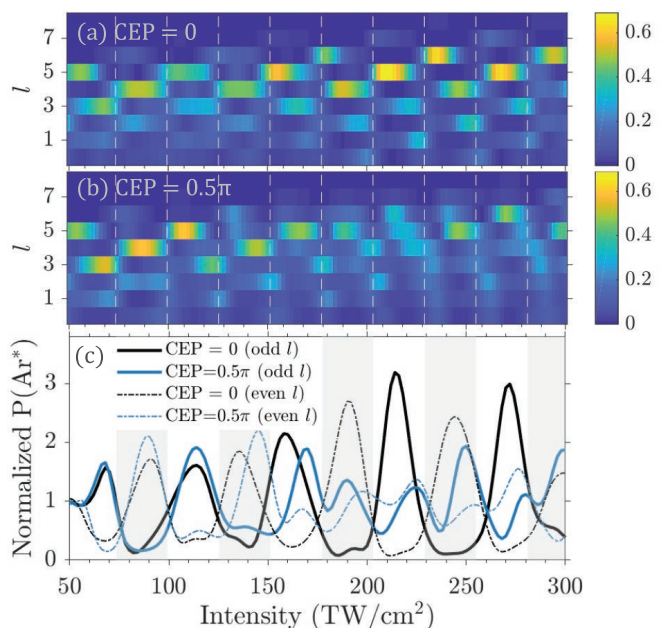 (a) CEP = 0
7
5
3
1
l
0.6
0.4
0.2
0
(b) CEP = 0.5π
7
5
3
1
l
0.6
0.4
0.2
0
(c)
CEP = 0 (odd l)
CEP=0.5π (odd l)
CEP = 0 (even l)
CEP=0.5π (even l)
3
2
1
0
Normalized P(Ar*)
50 100 150 200 250 300
Intensity (TW/cm²)